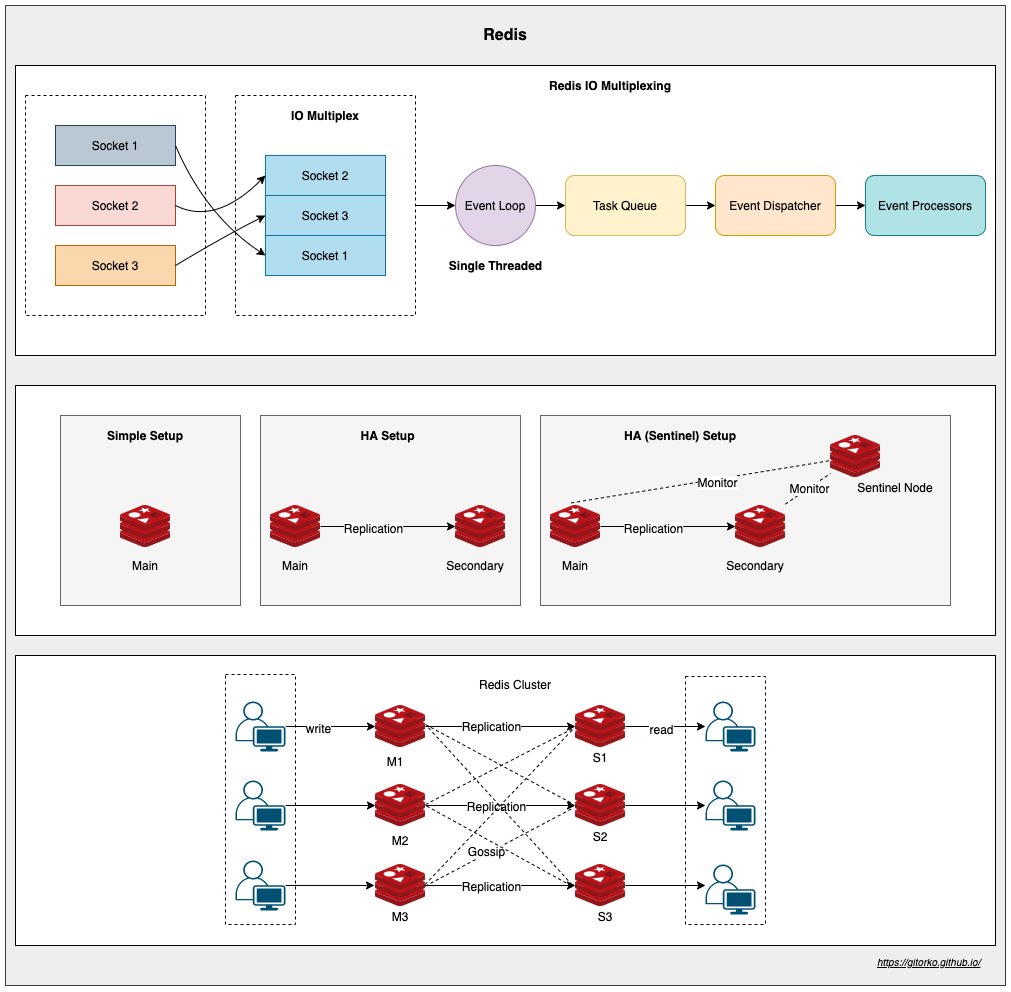 Redis
Redis IO Multiplexing
IO Multiplex
Socket 1
Socket 2
Socket 3
Socket 2
Socket 3
Socket 1
Event Loop
Single Threaded
Task Queue
Event Dispatcher
Event Processors
Simple Setup
Main
HA Setup
Replication
Main
Secondary
HA (Sentinel) Setup
Monitor
Monitor
Sentinel Node
Replication
Main
Secondary
Redis Cluster
write
Replication
read
M1
S1
Replication
M2
S2
Gossip
Replication
M3
S3
https://gitorko.github.io/